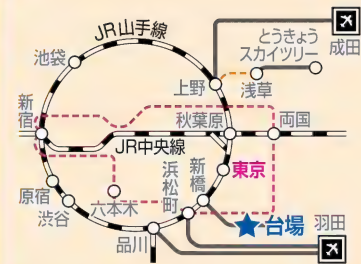 JR山手線
成田
とうきょう
スカイツリー
池袋
上野
浅草
新宿
秋葉原
両国
JR中央線
浜松町
新橋
東京
原宿
渋谷
六本木
台場
羽田
品川